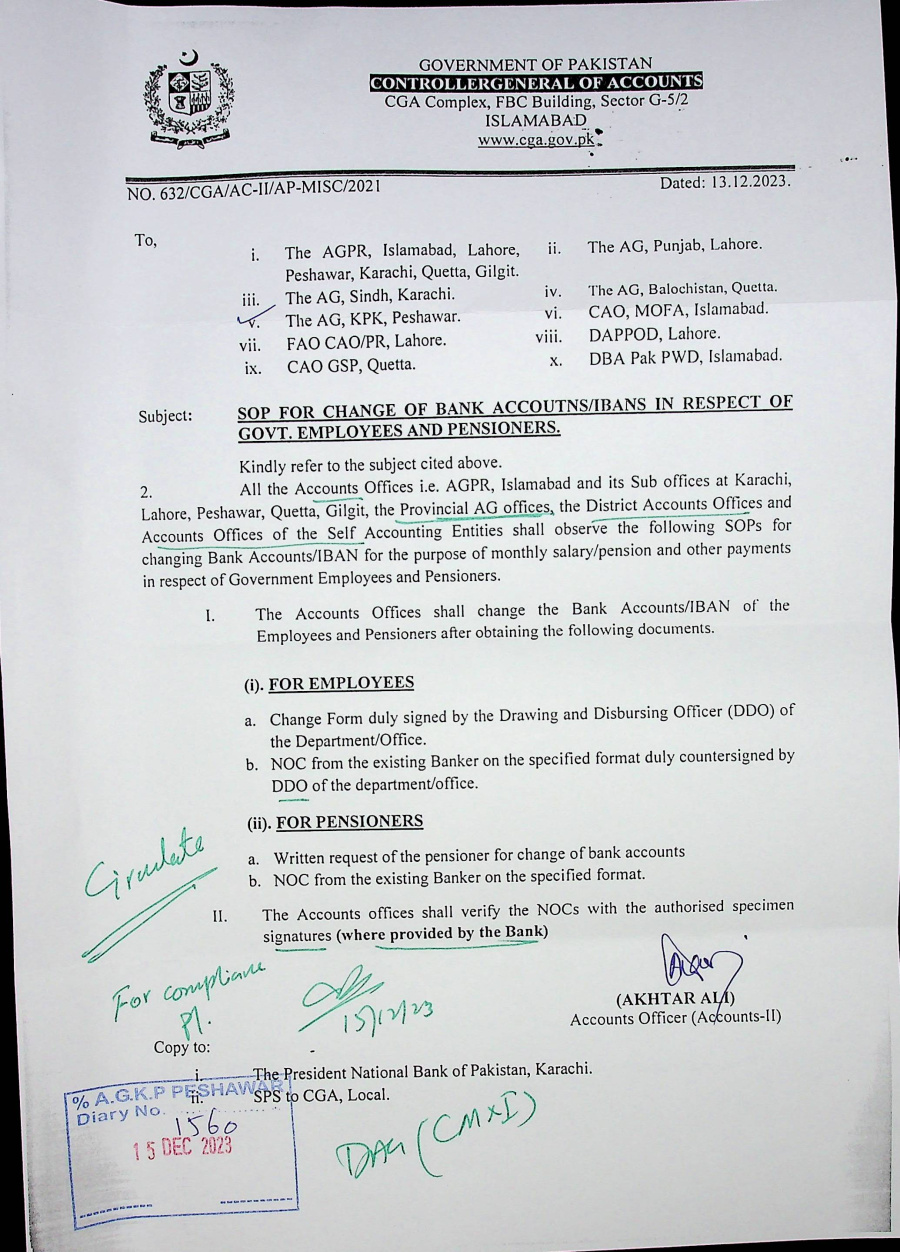 GOVERNMENT OF PAKISTAN
CONTROLLERGENERAL OF ACCOUNTS
CGA Complex, FBC Building, Sector G-5/2
ISLAMABAD
www.cga.gov.pk
NO. 632/CGA/AC-II/AP-MISC/2021 Dated: 13.12.2023.
To,
i. The AGPR, Islamabad, Lahore, Peshawar, Karachi, Quetta, Gilgit. ii. The AG, Punjab, Lahore.
iii. The AG, Sindh, Karachi. iv. The AG, Balochistan, Quetta.
v. The AG, KPK, Peshawar. vi. CAO, MOFA, Islamabad.
vii. FAO CAO/PR, Lahore. viii. DAPPOD, Lahore.
ix. CAO GSP, Quetta. x. DBA Pak PWD, Islamabad.
Subject: SOP FOR CHANGE OF BANK ACCOUTNS/IBANS IN RESPECT OF
GOVT. EMPLOYEES AND PENSIONERS.
Kindly refer to the subject cited above.
2. All the Accounts Offices i.e. AGPR, Islamabad and its Sub offices at Karachi,
Lahore, Peshawar, Quetta, Gilgit, the Provincial AG offices, the District Accounts Offices and
Accounts Offices of the Self Accounting Entities shall observe the following SOPs for
changing Bank Accounts/IBAN for the purpose of monthly salary/pension and other payments
in respect of Government Employees and Pensioners.
I. The Accounts Offices shall change the Bank Accounts/IBAN of the
Employees and Pensioners after obtaining the following documents.
(i). FOR EMPLOYEES
a. Change Form duly signed by the Drawing and Disbursing Officer (DDO) of
the Department/Office.
b. NOC from the existing Banker on the specified format duly countersigned by
DDO of the department/office.
(ii). FOR PENSIONERS
a. Written request of the pensioner for change of bank accounts
b. NOC from the existing Banker on the specified format.
Circulate
II. The Accounts offices shall verify the NOCs with the authorised specimen
signatures (where provided by the Bank)
For compliance
pl.
15/12/23
(AKHTAR ALI)
Accounts Officer (Accounts-II)
Copy to:
i. The President National Bank of Pakistan, Karachi.
ii. SPS to CGA, Local.
% A.G.K.P PESHAWAR
Diary No.
1560
15 DEC 2023
DAG (CMXI)